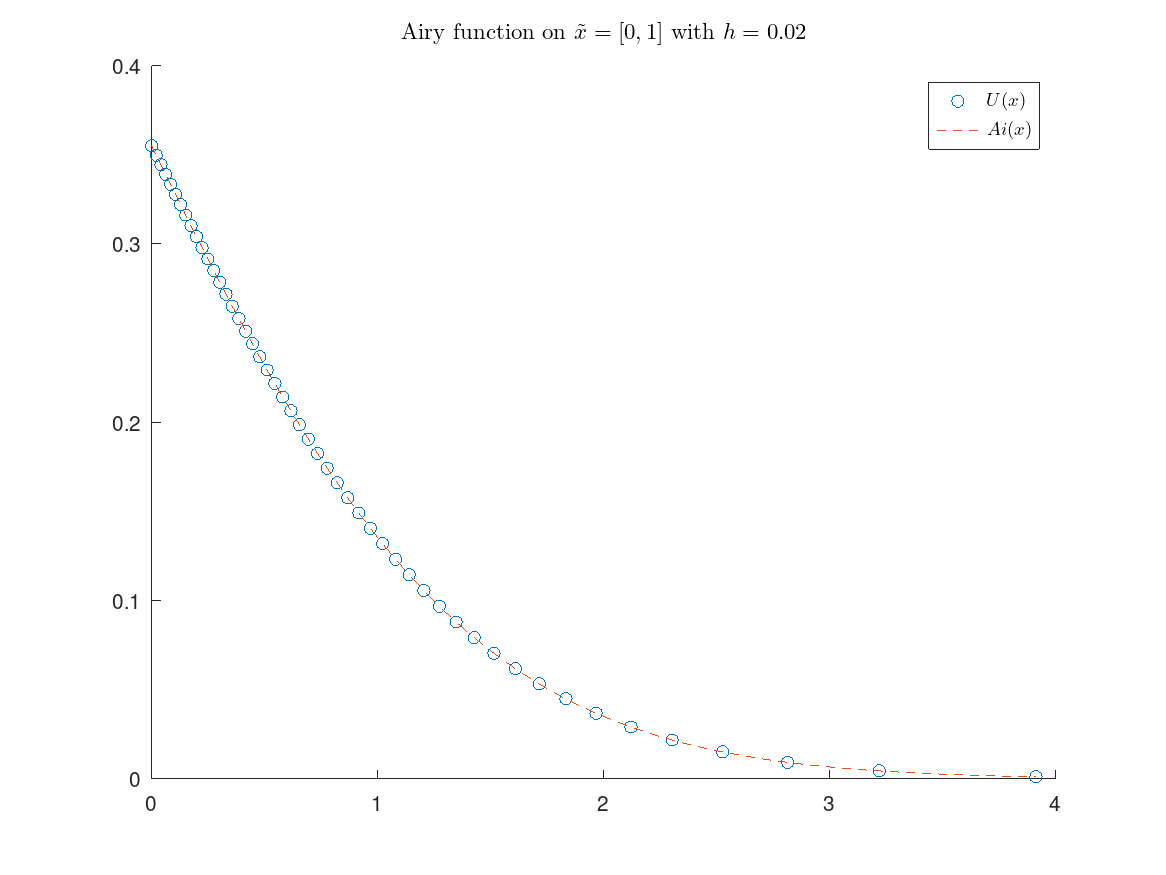 Airy function on x̃ = [0, 1] with h = 0.02
0.4
U(x)
Ai(x)
0.3
0.2
0.1
0
0 1 2 3 4